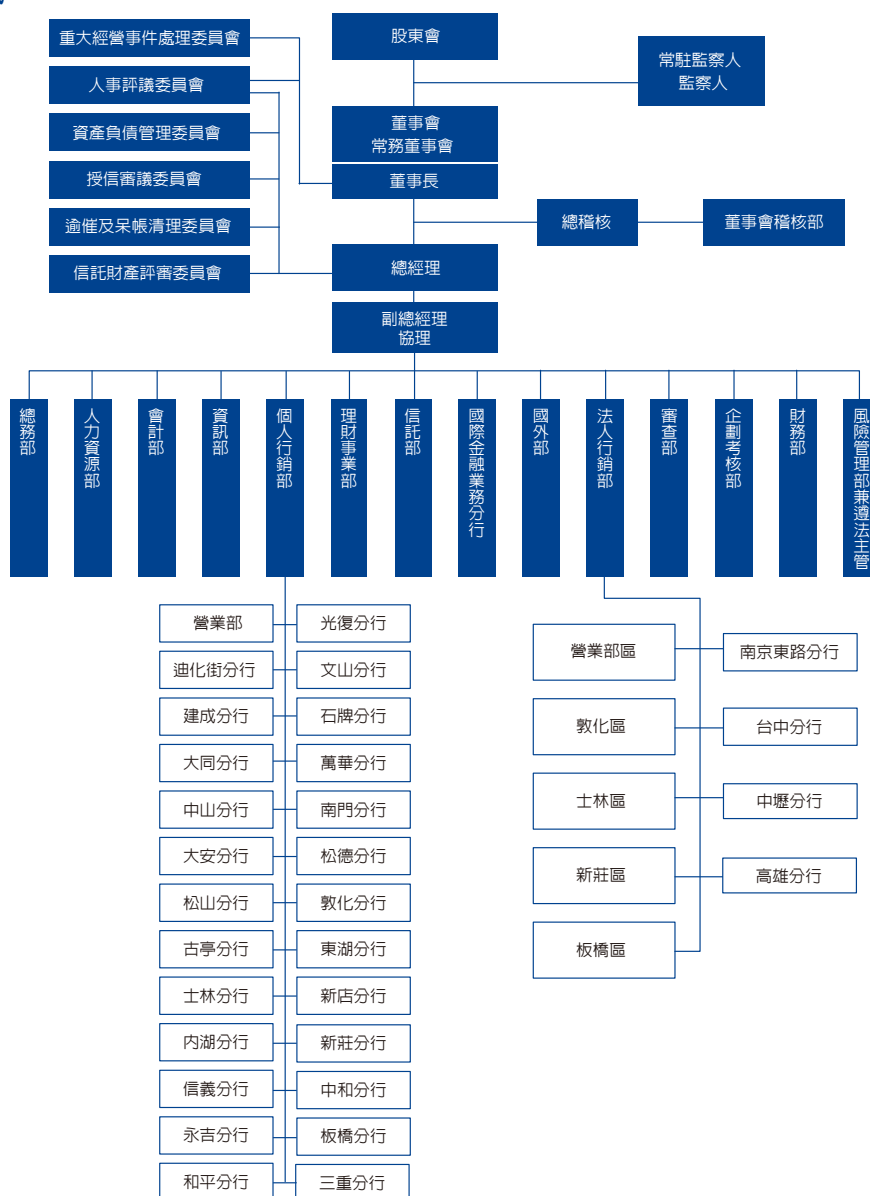 重大經營事件處理委員會
人事評議委員會
資產負債管理委員會
授信審議委員會
逾催及呆帳清理委員會
信託財產評審委員會
股東會
常駐監察人
監察人
董事會
常務董事會
董事長
總稽核
董事會稽核部
總經理
副總經理
協理
總務部
人力資源部
會計部
資訊部
個人行銷部
理財事業部
信託部
國際金融業務分行
國外部
法人行銷部
審查部
企劃考核部
財務部
風險管理部兼遵法主管
營業部
光復分行
迪化街分行
文山分行
建成分行
石牌分行
大同分行
萬華分行
中山分行
南門分行
大安分行
松德分行
松山分行
敦化分行
古亭分行
東湖分行
士林分行
新店分行
內湖分行
新莊分行
信義分行
中和分行
永吉分行
板橋分行
和平分行
三重分行
營業部區
南京東路分行
敦化區
台中分行
士林區
中壢分行
新莊區
高雄分行
板橋區